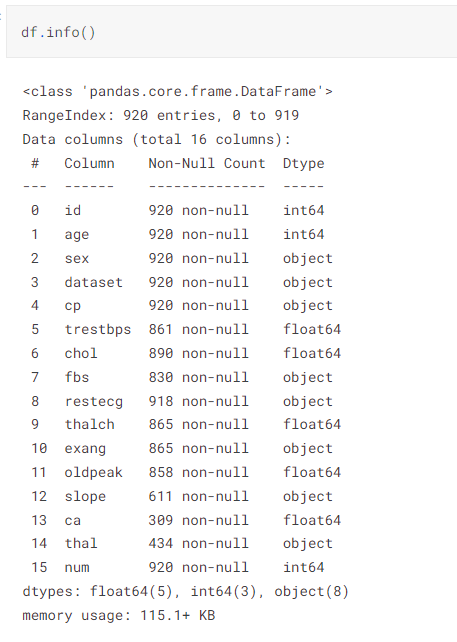 df.info()
<class 'pandas.core.frame.DataFrame'>
RangeIndex: 920 entries, 0 to 919
Data columns (total 16 columns):
 #   Column    Non-Null Count  Dtype
---  ------    --------------  -----
 0   id        920 non-null    int64
 1   age       920 non-null    int64
 2   sex       920 non-null    object
 3   dataset   920 non-null    object
 4   cp        920 non-null    object
 5   trestbps  861 non-null    float64
 6   chol      890 non-null    float64
 7   fbs       830 non-null    object
 8   restecg   918 non-null    object
 9   thalch    865 non-null    float64
 10  exang     865 non-null    object
 11  oldpeak   858 non-null    float64
 12  slope     611 non-null    object
 13  ca        309 non-null    float64
 14  thal      434 non-null    object
 15  num       920 non-null    int64
dtypes: float64(5), int64(3), object(8)
memory usage: 115.1+ KB